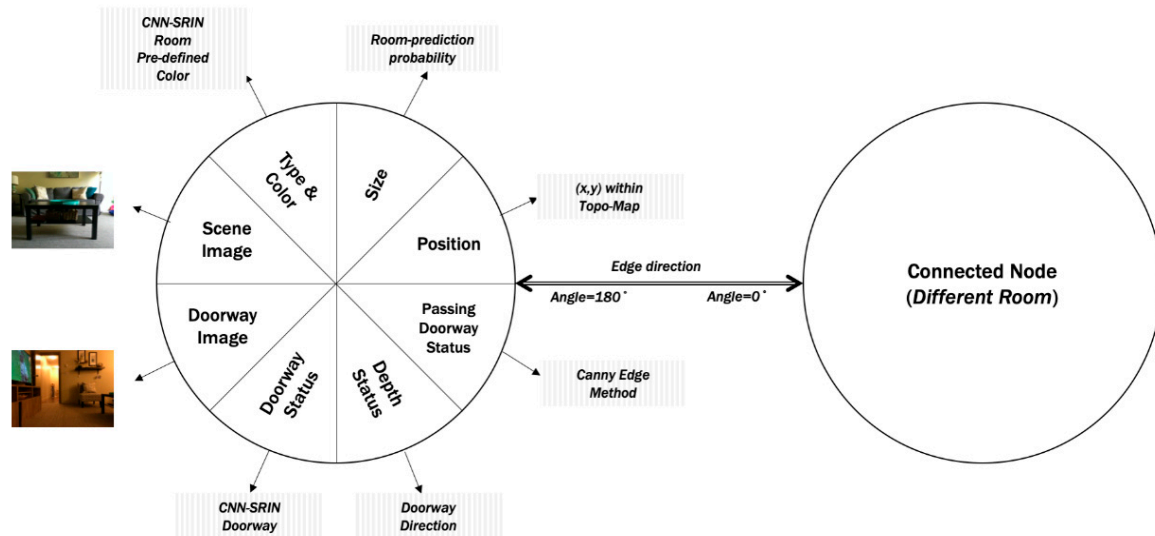 CNN-SRIN
Room
Pre-defined
Color
Room-prediction
probability
Type &
Color
Size
(x,y) within
Topo-Map
Scene
Image
Position
Edge direction
Angle=180°
Angle=0°
Connected Node
(Different Room)
Doorway
Image
Passing
Doorway
Status
Doorway
Status
Depth
Status
Canny Edge
Method
CNN-SRIN
Doorway
Doorway
Direction